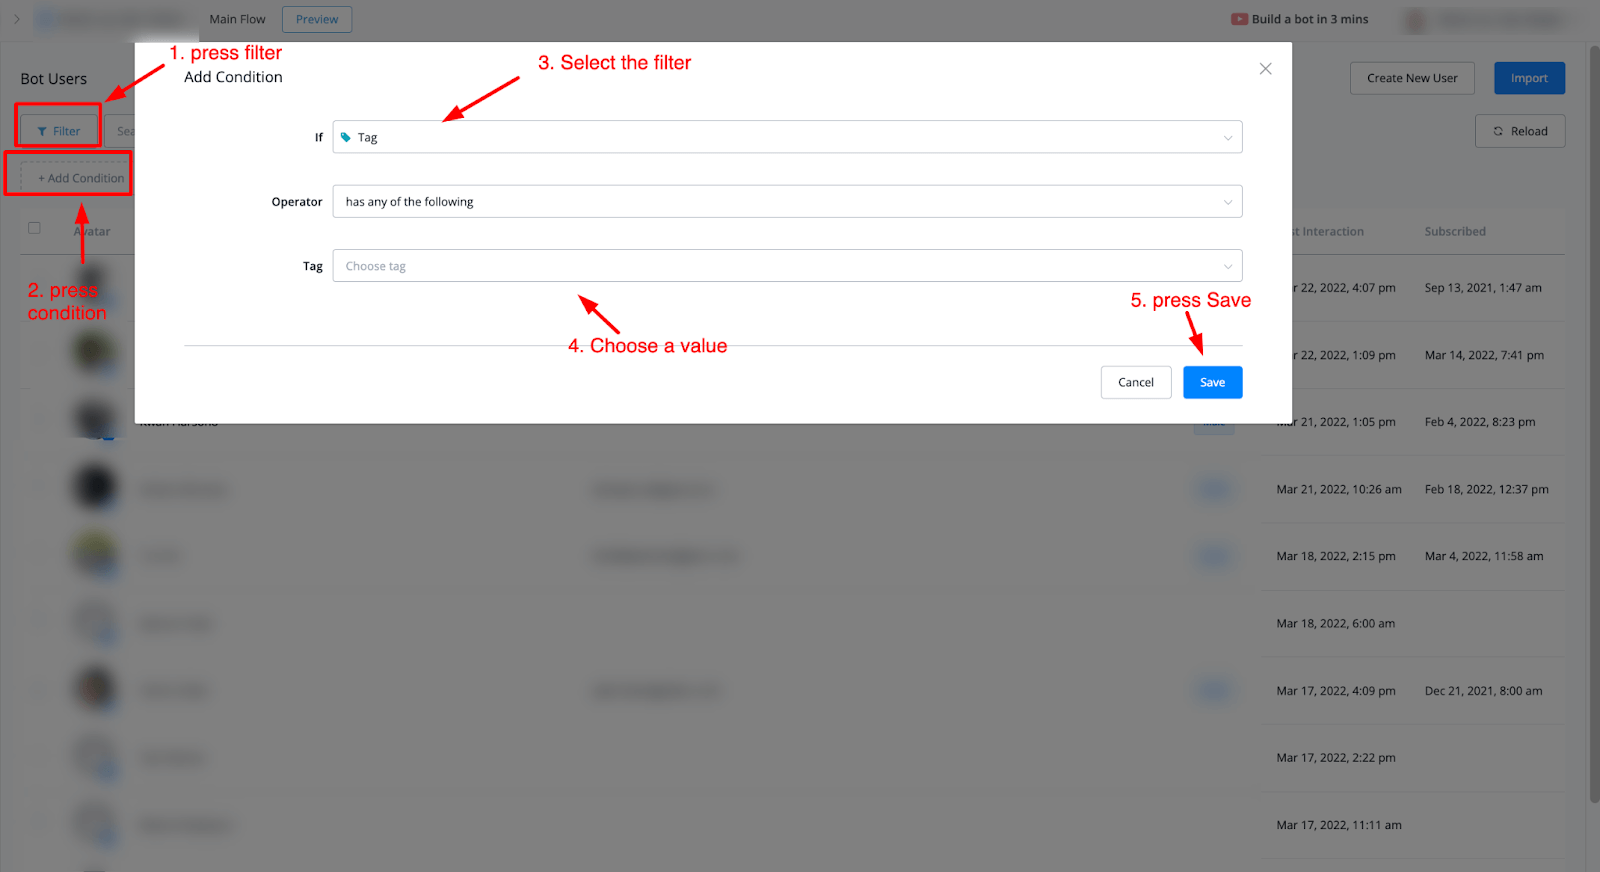 Main Flow
Preview
Build a bot in 3 mins
1. press filter
3. Select the filter
Bot Users
Add Condition
Create New User
Import
Filter
Sea
If
Tag
Reload
+ Add Condition
Operator
has any of the following
Avatar
st Interaction
Subscribed
Tag
Choose tag
2. press
condition
5. press Save
r 22, 2022, 4:07 pm
Sep 13, 2021, 1:47 am
4. Choose a value
r 22, 2022, 1:09 pm
Mar 14, 2022, 7:41 pm
Cancel
Save
r 21, 2022, 1:05 pm
Feb 4, 2022, 8:23 pm
Mar 21, 2022, 10:26 am
Feb 18, 2022, 12:37 pm
Mar 18, 2022, 2:15 pm
Mar 4, 2022, 11:58 am
Mar 18, 2022, 6:00 am
Mar 17, 2022, 4:09 pm
Dec 21, 2021, 8:00 am
Mar 17, 2022, 2:22 pm
Mar 17, 2022, 11:11 am